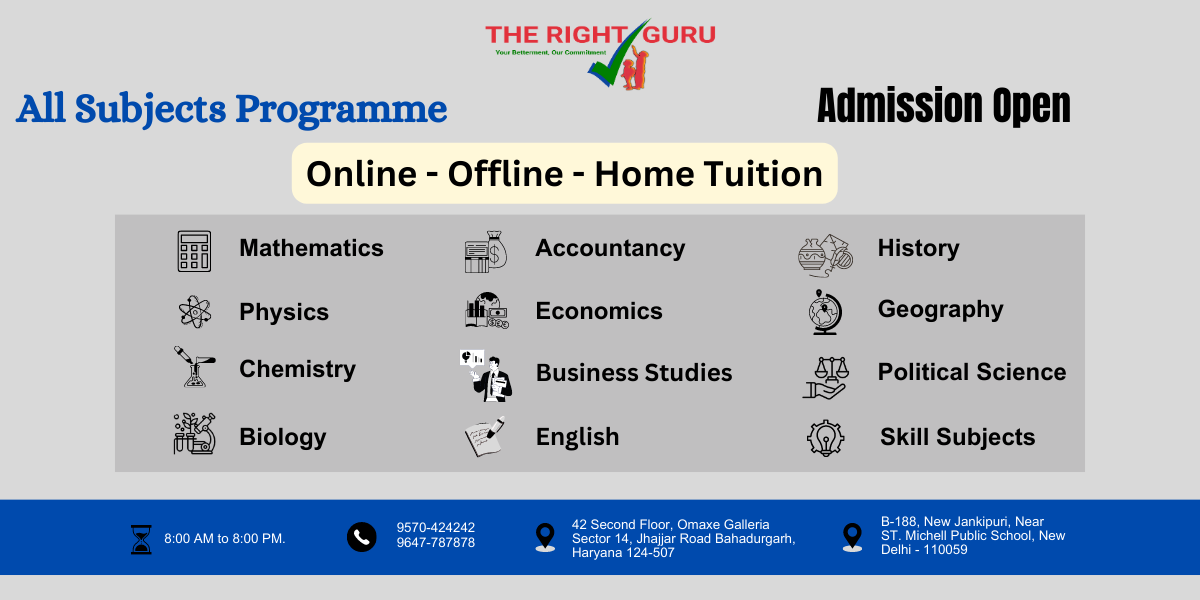 THE RIGHT GURU
Your Betterment, Our Commitment
All Subjects Programme
Admission Open
Online - Offline - Home Tuition
Mathematics
Accountancy
History
Physics
Economics
Geography
Chemistry
Business Studies
Political Science
Biology
English
Skill Subjects
8:00 AM to 8:00 PM.
9570-424242
9647-787878
42 Second Floor, Omaxe Galleria
Sector 14, Jhajjar Road Bahadurgarh,
Haryana 124-507
B-188, New Jankipuri, Near
ST. Michell Public School, New
Delhi - 110059